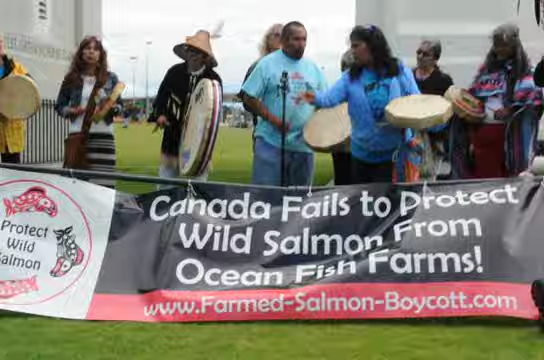 Protect
Wild
Salmon
Canada Fails to Protect
Wild Salmon From
Ocean Fish Farms!
www.Farmed-Salmon-Boycott.com